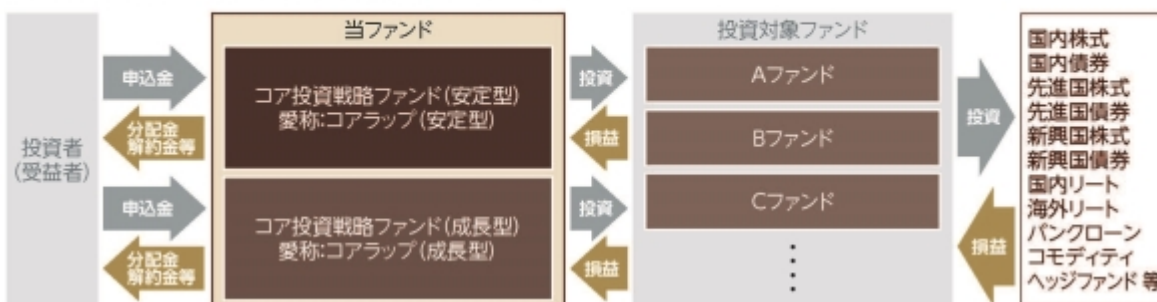 投資者
(受益者)
申込金
分配金
解約金等
申込金
分配金
解約金等
当ファンド
コア投資戦略ファンド(安定型)
愛称:コアラップ(安定型)
コア投資戦略ファンド(成長型)
愛称:コアラップ(成長型)
投資
損益
投資
損益
投資対象ファンド
Aファンド
Bファンド
Cファンド
投資
損益
国内株式
国内債券
先進国株式
先進国債券
新興国株式
新興国債券
国内リート
海外リート
バンクローン
コモディティ
ヘッジファンド 等